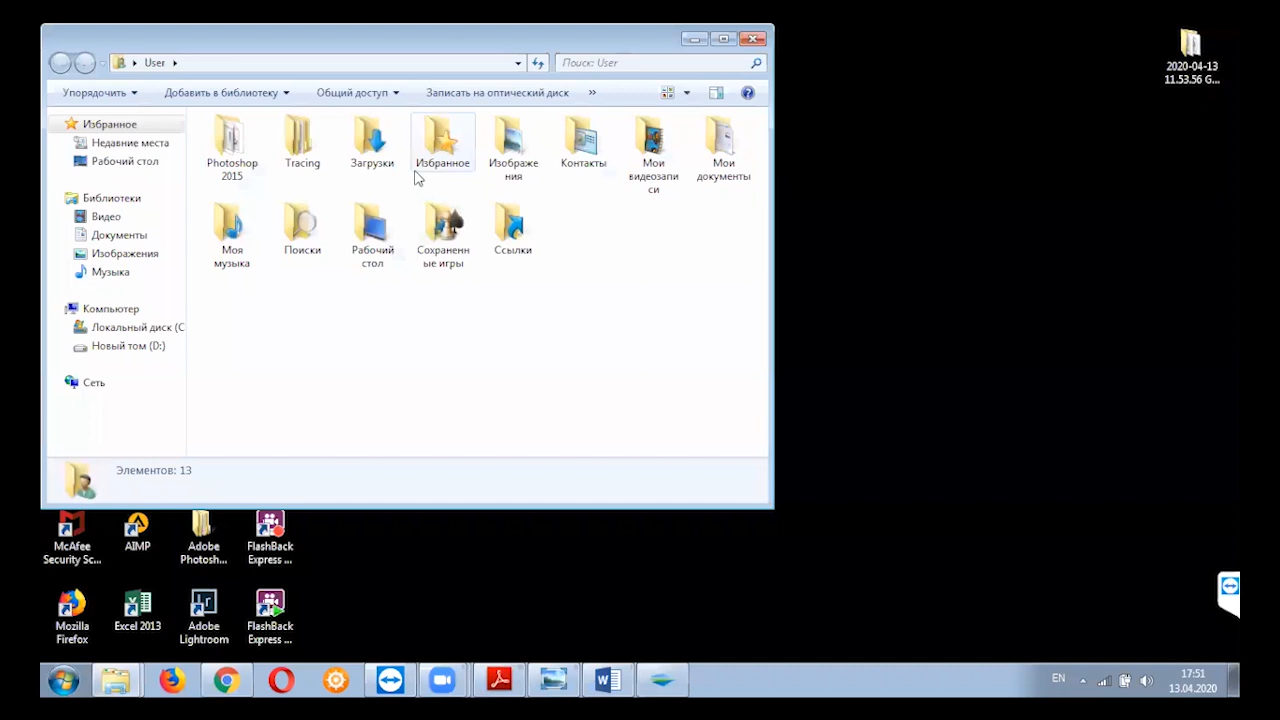 User
Поиск: User
Упорядочить
Добавить в библиотеку
Общий доступ
Записать на оптический диск
»
Избранное
Недавние места
Рабочий стол
Библиотеки
Видео
Документы
Изображения
Музыка
Компьютер
Локальный диск (C
Новый том (D:)
Сеть
Photoshop
2015
Tracing
Загрузки
Избранное
Изображе
ния
Контакты
Мои
видеозапи
си
Мои
документы
Моя
музыка
Поиски
Рабочий
стол
Сохранен
ные игры
Ссылки
Элементов: 13
2020-04-13
11.53.56 G...
McAfee
Security Sc...
AIMP
Adobe
Photosh...
FlashBack
Express ...
Mozilla
Firefox
Excel 2013
Adobe
Lightroom
FlashBack
Express ...
EN
17:51
13.04.2020